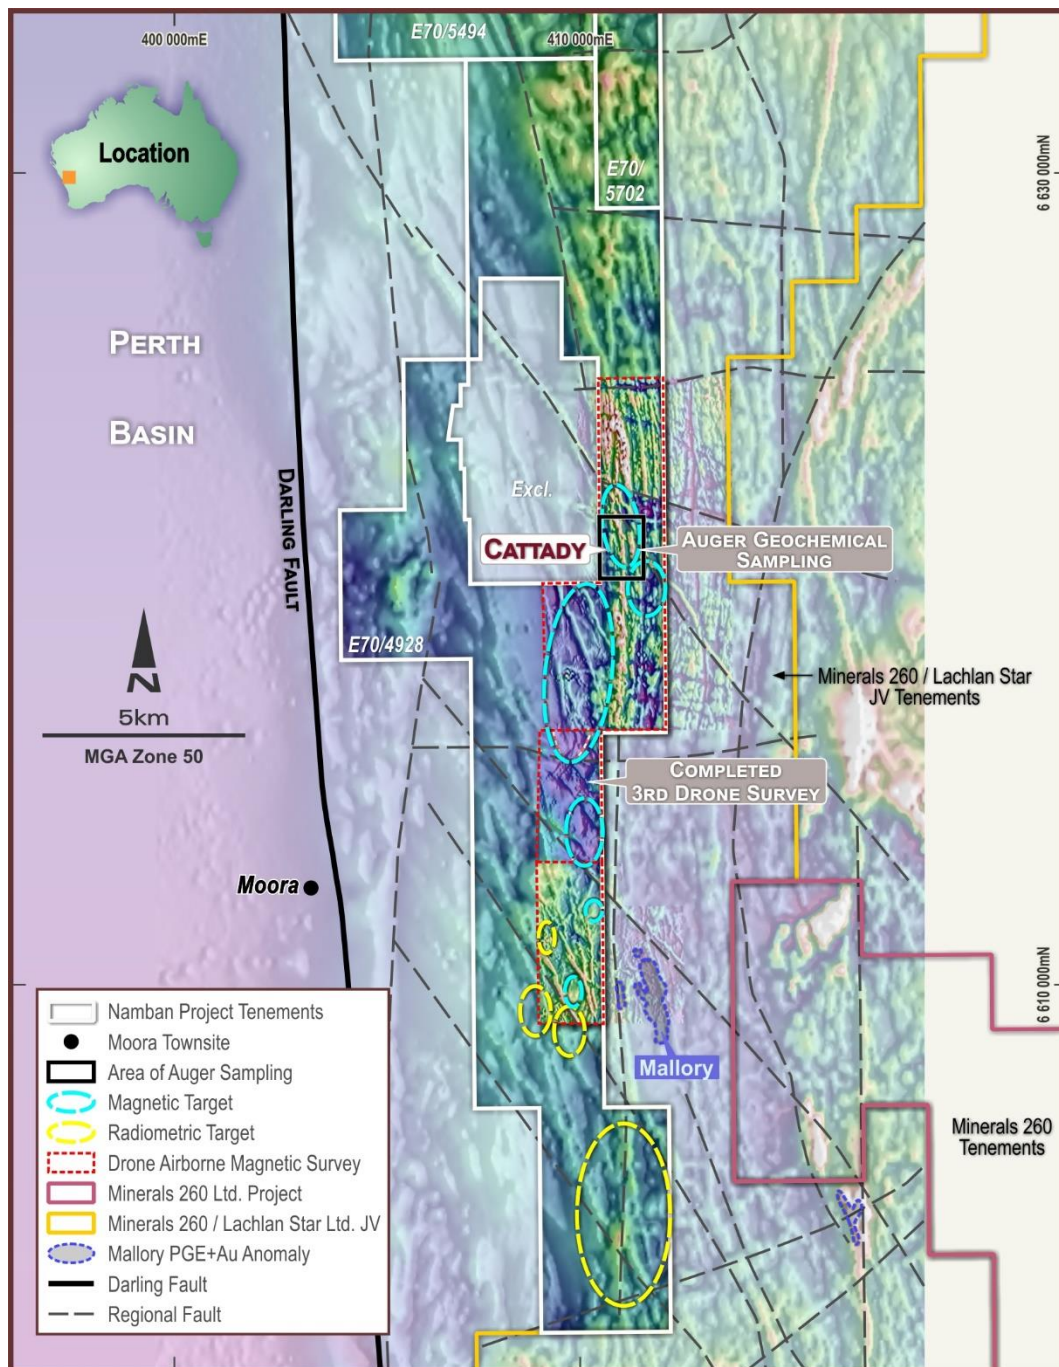 400 000mE
E70/5494
410 000mE
Location
E70/
5702
6 630 000mN
PERTH
BASIN
DARLING FAULT
Excl.
CATTADY
AUGER GEOCHEMICAL
SAMPLING
E70/4928
N
5km
MGA Zone 50
Minerals 260 / Lachlan Star
JV Tenements
COMPLETED
3RD DRONE SURVEY
Moora
6 610 000mN
Mallory
Minerals 260
Tenements
Namban Project Tenements
Moora Townsite
Area of Auger Sampling
Magnetic Target
Radiometric Target
Drone Airborne Magnetic Survey
Minerals 260 Ltd. Project
Minerals 260 / Lachlan Star Ltd. JV
Mallory PGE+Au Anomaly
Darling Fault
Regional Fault